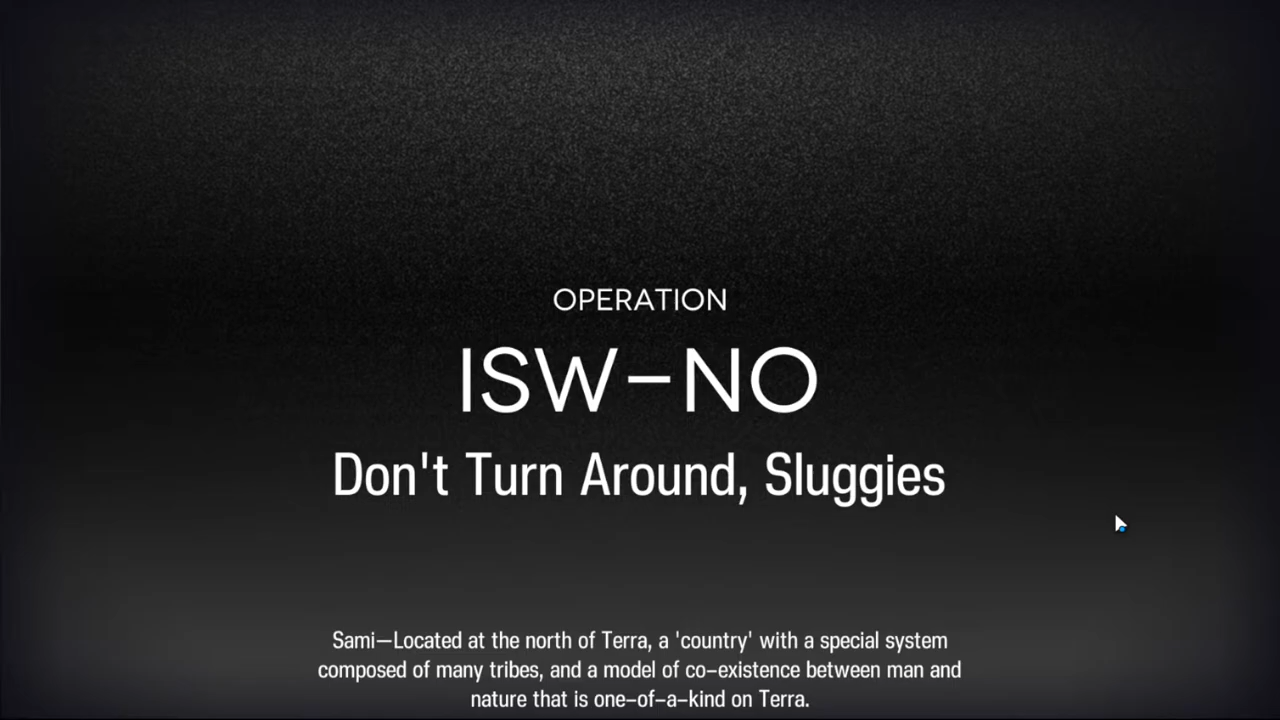 OPERATION
ISW-NO
Don't Turn Around, Sluggies
Sami—Located at the north of Terra, a 'country' with a special system
composed of many tribes, and a model of co-existence between man and
nature that is one-of-a-kind on Terra.